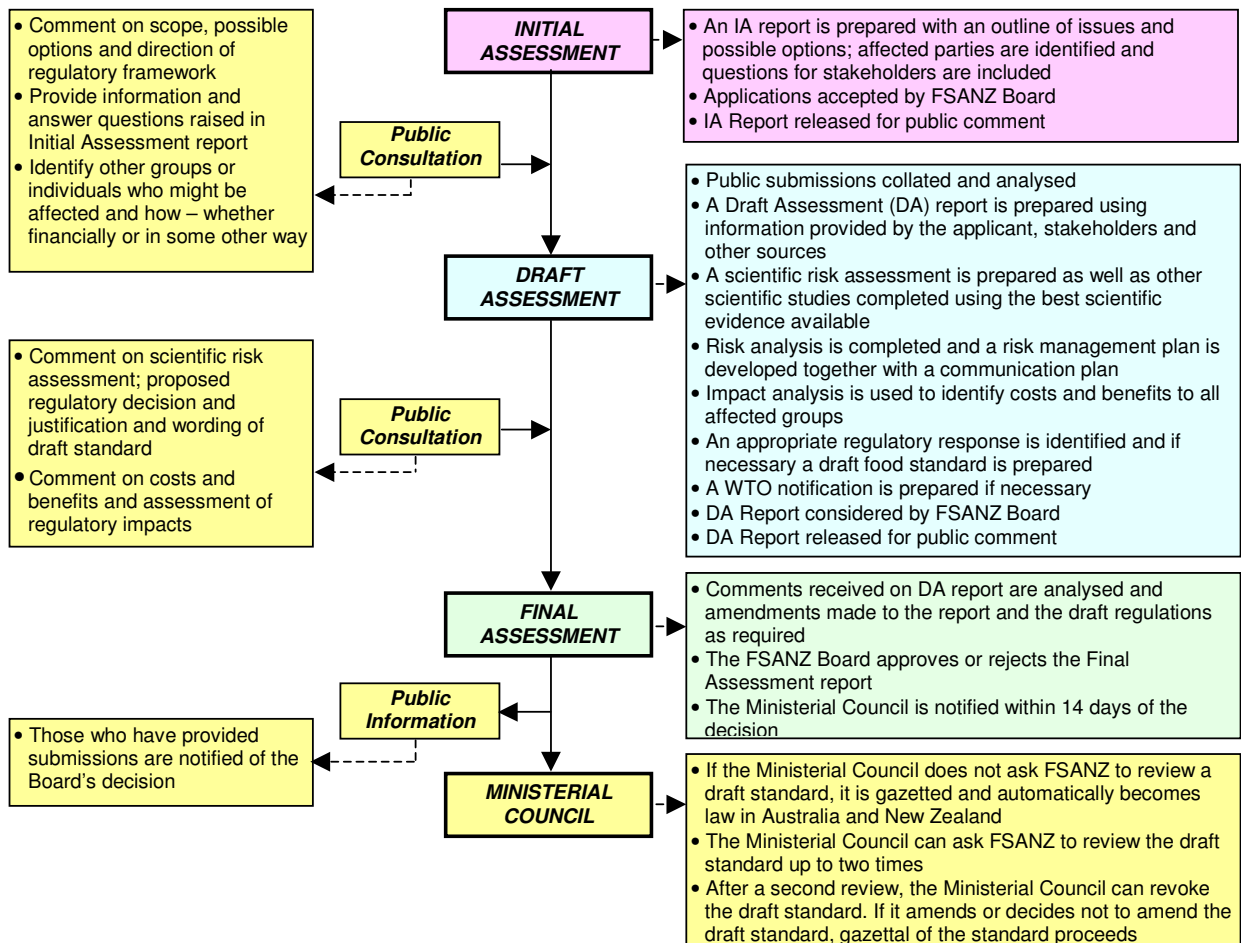 • Comment on scope, possible
options and direction of
regulatory framework
• Provide information and
answer questions raised in
Initial Assessment report
• Identify other groups or
individuals who might be
affected and how – whether
financially or in some other way
INITIAL
ASSESSMENT
• An IA report is prepared with an outline of issues and
possible options; affected parties are identified and
questions for stakeholders are included
• Applications accepted by FSANZ Board
• IA Report released for public comment
Public
Consultation
DRAFT
ASSESSMENT
• Public submissions collated and analysed
• A Draft Assessment (DA) report is prepared using
information provided by the applicant, stakeholders and
other sources
• A scientific risk assessment is prepared as well as other
scientific studies completed using the best scientific
evidence available
• Risk analysis is completed and a risk management plan is
developed together with a communication plan
• Impact analysis is used to identify costs and benefits to all
affected groups
• An appropriate regulatory response is identified and if
necessary a draft food standard is prepared
• A WTO notification is prepared if necessary
• DA Report considered by FSANZ Board
• DA Report released for public comment
• Comment on scientific risk
assessment; proposed
regulatory decision and
justification and wording of
draft standard
• Comment on costs and
benefits and assessment of
regulatory impacts
Public
Consultation
FINAL
ASSESSMENT
• Comments received on DA report are analysed and
amendments made to the report and the draft regulations
as required
• The FSANZ Board approves or rejects the Final
Assessment report
• The Ministerial Council is notified within 14 days of the
decision
Public
Information
• Those who have provided
submissions are notified of the
Board's decision
MINISTERIAL
COUNCIL
• If the Ministerial Council does not ask FSANZ to review a
draft standard, it is gazetted and automatically becomes
law in Australia and New Zealand
• The Ministerial Council can ask FSANZ to review the draft
standard up to two times
• After a second review, the Ministerial Council can revoke
the draft standard. If it amends or decides not to amend the
draft standard, gazettal of the standard proceeds